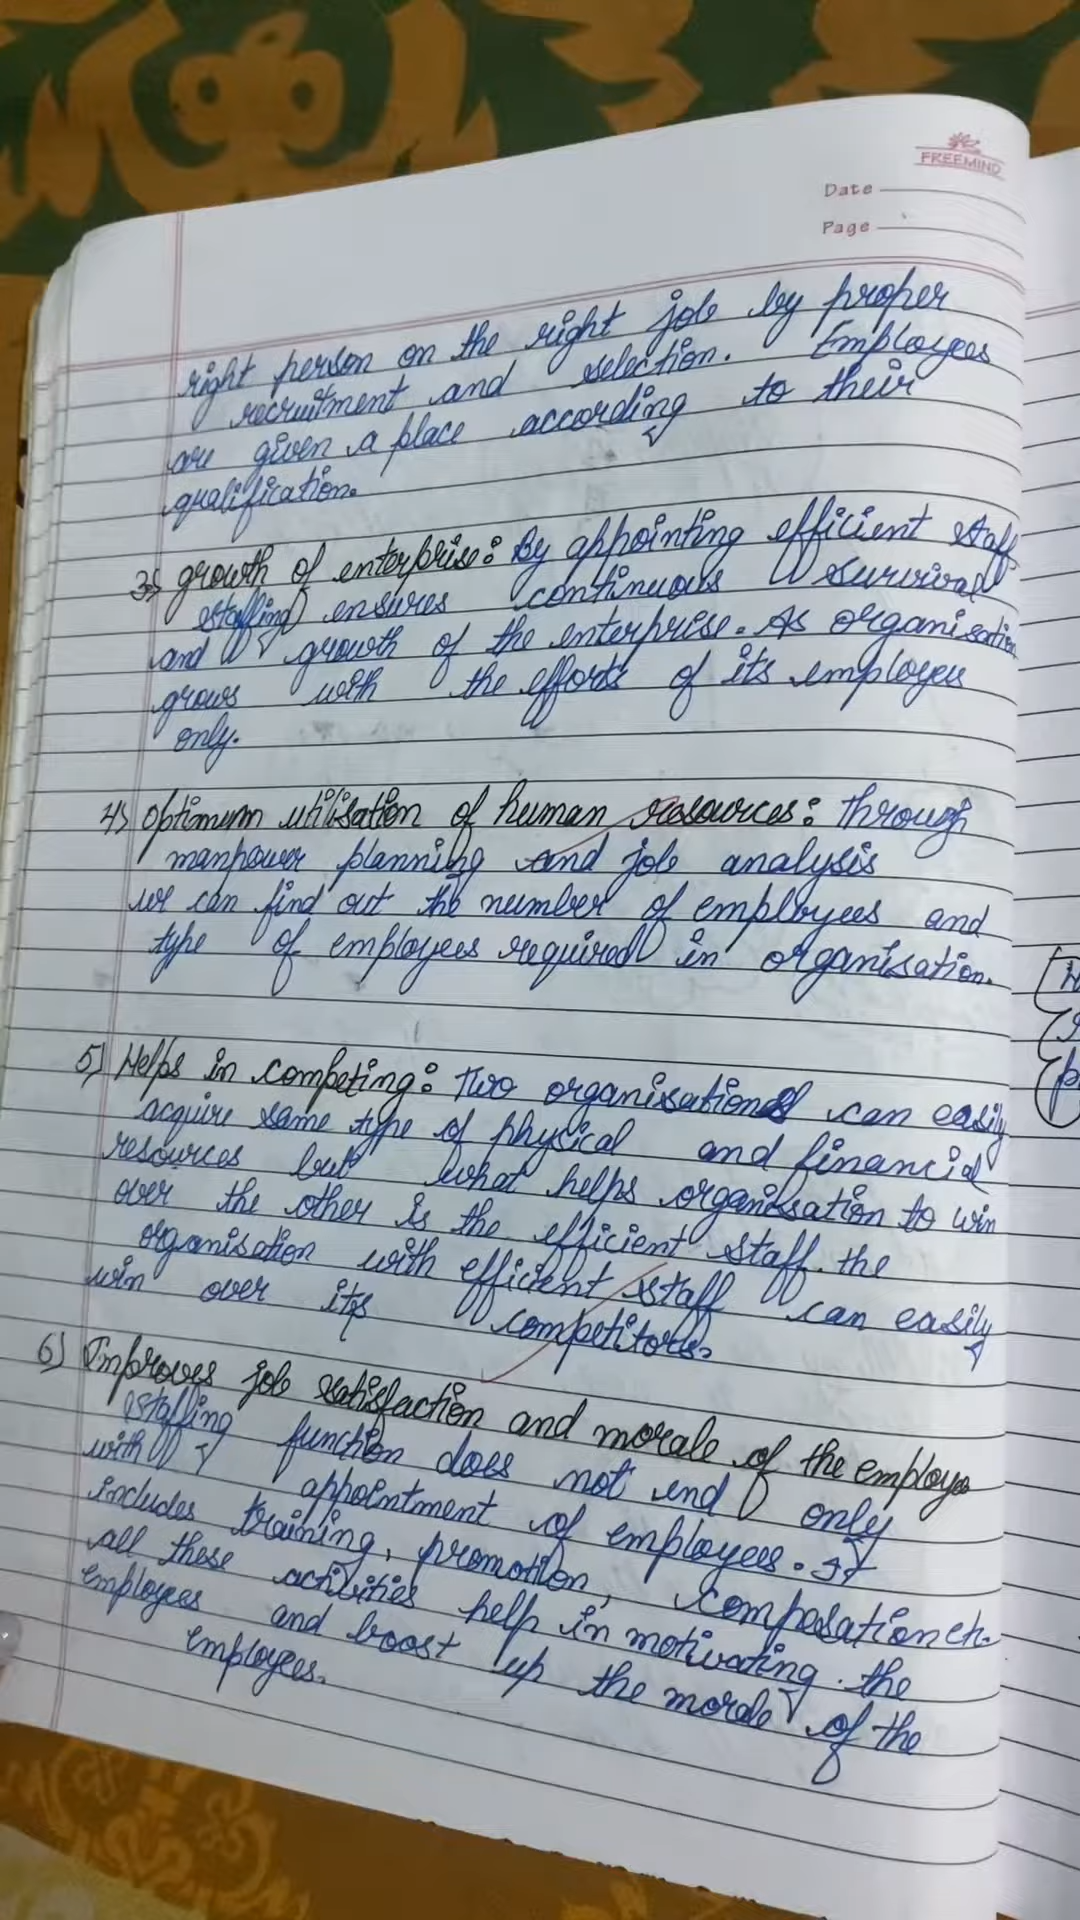 FREEMIND
Date
Page
right person on the right job by proper
recruitment and selection. Employees
are given a place according to their
qualification.
3) growth of enterprise: By appointing efficient staff
staffing ensures continuous survival
and growth of the enterprise. As organisation
grows with the efforts of its employees
only.
4) Optimum utilisation of human resources: Through
manpower planning and job analysis
we can find out the number of employees and
type of employees required in organisation.
5) Helps in competing: Two organisations can easily
acquire same type of physical and financial
resources but what helps organisation to win
over the other is the efficient staff. the
organisation with efficient staff can easily
win over its competitors.
6) Improves job satisfaction and morale of the employee
staffing function does not end only
with appointment of employees. It
includes training, promotion, composation etc.
all these activities help in motivating the
employees and boost up the morale of the
employees.